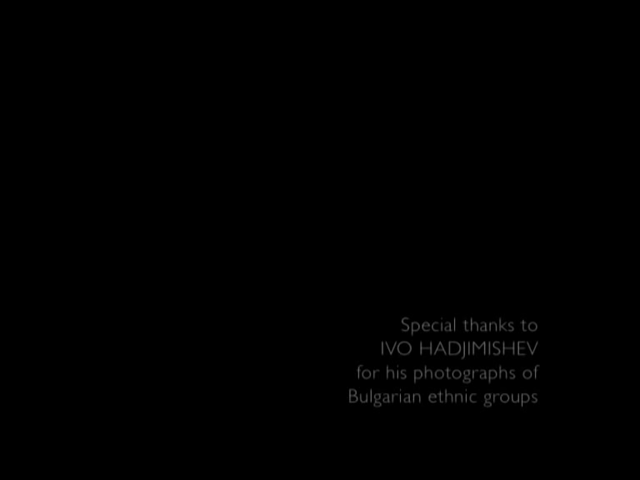 Special thanks to
IVO HADJIMISHEV
for his photographs of
Bulgarian ethnic groups